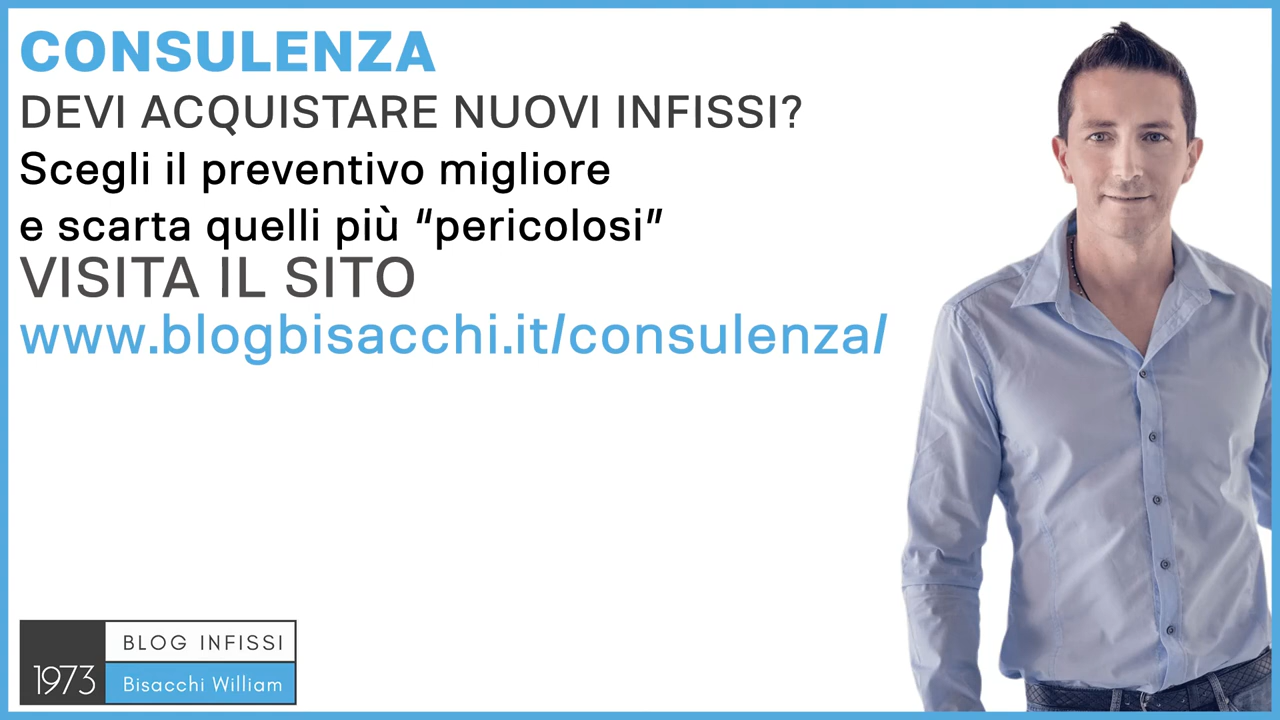 CONSULENZA
DEVI ACQUISTARE NUOVI INFISSI?
Scegli il preventivo migliore
e scarta quelli più “pericolosi”
VISITA IL SITO
www.blogbisacchi.it/consulenza/
1973
BLOG INFISSI
Bisacchi William